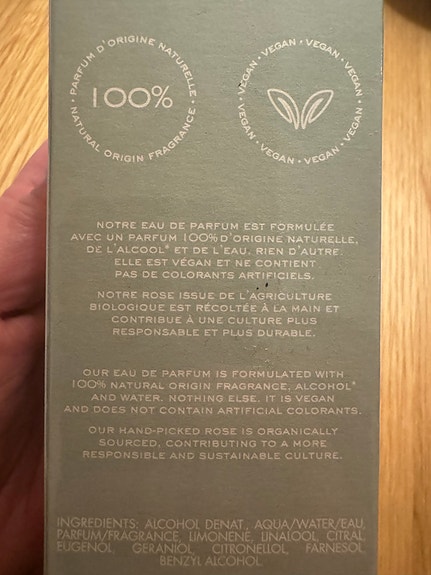 PARFUM D'ORIGINE NATURELLE
100%
NATURAL ORIGIN FRAGRANCE
VEGAN • VEGAN • VEGAN • VEGAN • VEGAN • VEGAN • VEGAN • VEGAN
NOTRE EAU DE PARFUM EST FORMULÉE
AVEC UN PARFUM 100% D'ORIGINE NATURELLE,
DE L'ALCOOL* ET DE L'EAU, RIEN D'AUTRE.
ELLE EST VÉGAN ET NE CONTIENT
PAS DE COLORANTS ARTIFICIELS.
NOTRE ROSE ISSUE DE L'AGRICULTURE
BIOLOGIQUE EST RÉCOLTÉE À LA MAIN ET
CONTRIBUE À UNE CULTURE PLUS
RESPONSABLE ET PLUS DURABLE.
OUR EAU DE PARFUM IS FORMULATED WITH
100% NATURAL ORIGIN FRAGRANCE, ALCOHOL*
AND WATER. NOTHING ELSE. IT IS VEGAN
AND DOES NOT CONTAIN ARTIFICIAL COLORANTS.
OUR HAND-PICKED ROSE IS ORGANICALLY
SOURCED, CONTRIBUTING TO A MORE
RESPONSIBLE AND SUSTAINABLE CULTURE.
INGREDIENTS: ALCOHOL DENAT., AQUA/WATER/EAU,
PARFUM/FRAGRANCE, LIMONENE, LINALOOL, CITRAL,
EUGENOL, GERANIOL, CITRONELLOL, FARNESOL,
BENZYL ALCOHOL